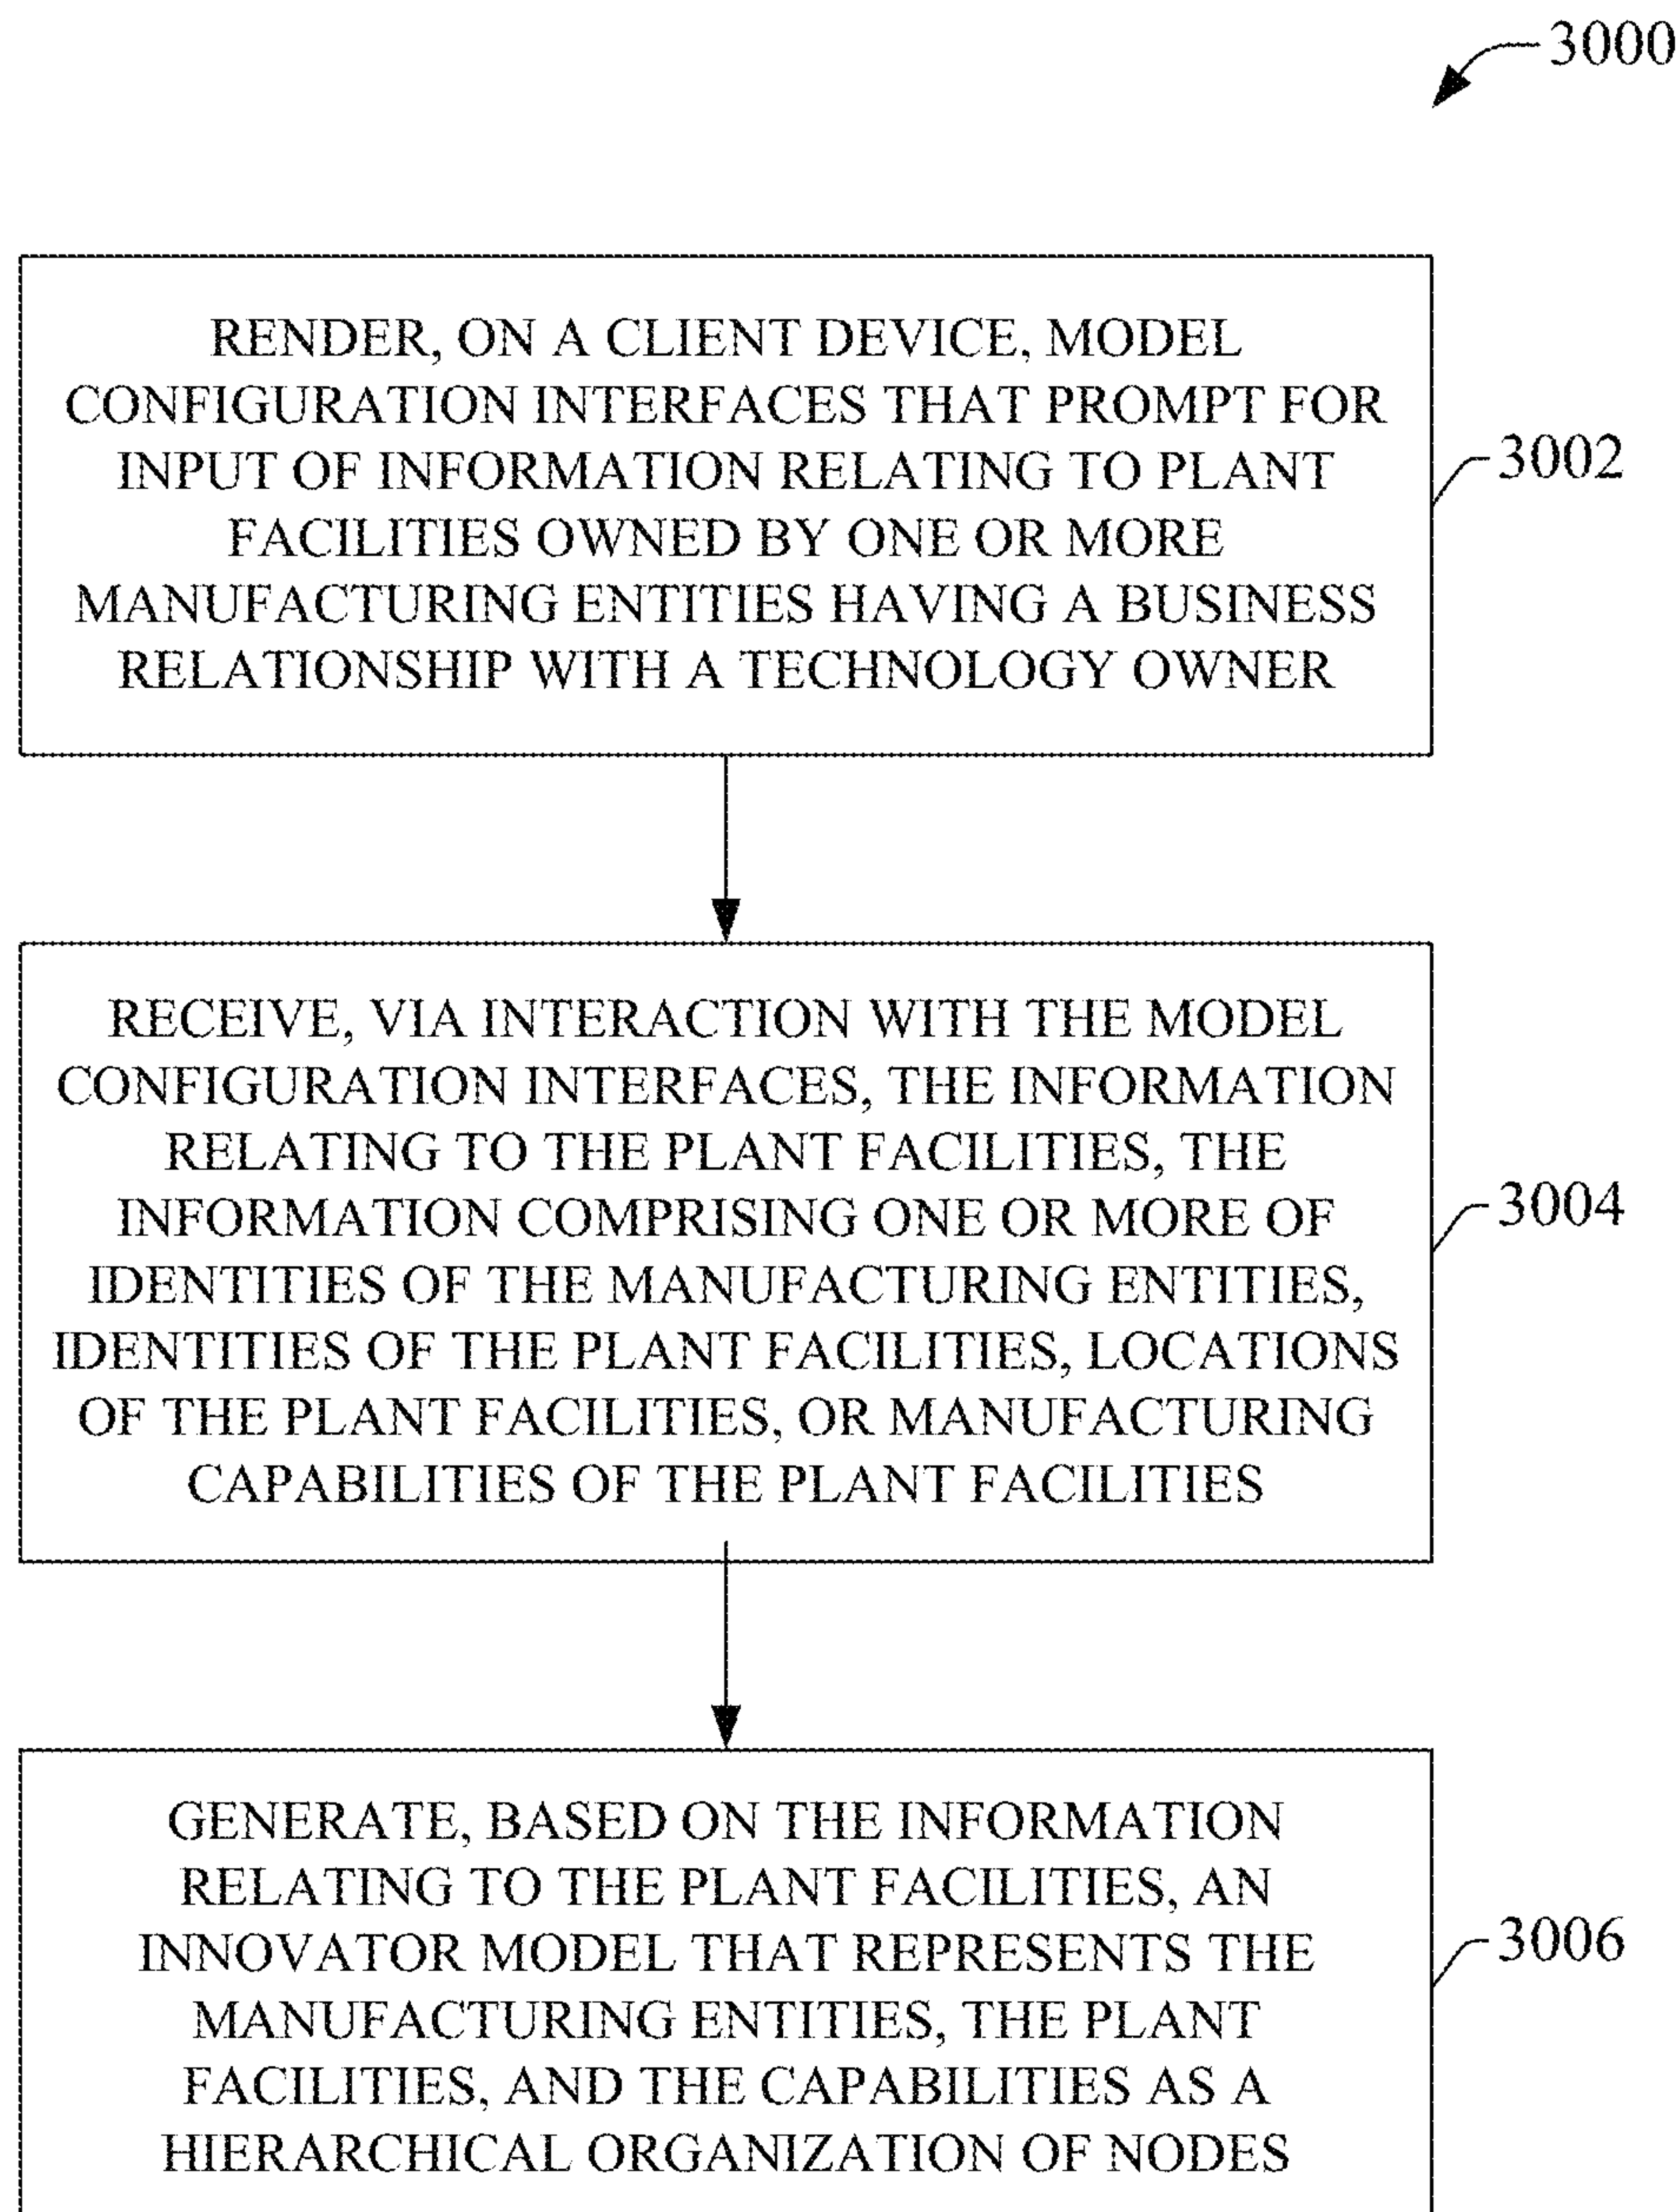 3000
RENDER, ON A CLIENT DEVICE, MODEL
CONFIGURATION INTERFACES THAT PROMPT FOR
INPUT OF INFORMATION RELATING TO PLANT
FACILITIES OWNED BY ONE OR MORE
MANUFACTURING ENTITIES HAVING A BUSINESS
RELATIONSHIP WITH A TECHNOLOGY OWNER
3002
RECEIVE, VIA INTERACTION WITH THE MODEL
CONFIGURATION INTERFACES, THE INFORMATION
RELATING TO THE PLANT FACILITIES, THE
INFORMATION COMPRISING ONE OR MORE OF
IDENTITIES OF THE MANUFACTURING ENTITIES,
IDENTITIES OF THE PLANT FACILITIES, LOCATIONS
OF THE PLANT FACILITIES, OR MANUFACTURING
CAPABILITIES OF THE PLANT FACILITIES
3004
GENERATE, BASED ON THE INFORMATION
RELATING TO THE PLANT FACILITIES, AN
INNOVATOR MODEL THAT REPRESENTS THE
MANUFACTURING ENTITIES, THE PLANT
FACILITIES, AND THE CAPABILITIES AS A
HIERARCHICAL ORGANIZATION OF NODES
3006